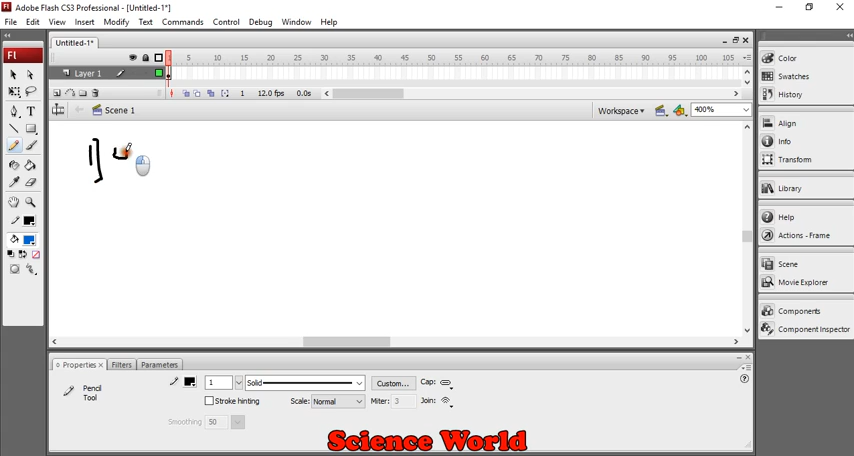 Adobe Flash CS3 Professional - [Untitled-1*]
File Edit View Insert Modify Text Commands Control Debug Window Help
Untitled-1*
1 5 10 15 20 25 30 35 40 45 50 55 60 65 70 75 80 85 90 95 100 105
Layer 1
1 12.0 fps 0.0s
Scene 1 Workspace 400%
Fl
T
1]
Color
Swatches
History
Align
Info
Transform
Library
Help
Actions - Frame
Scene
Movie Explorer
Components
Component Inspector
Properties Filters Parameters
Pencil
Tool
1 Solid Custom... Cap:
Stroke hinting Scale: Normal Miter: 3 Join:
Smoothing 50
Science World